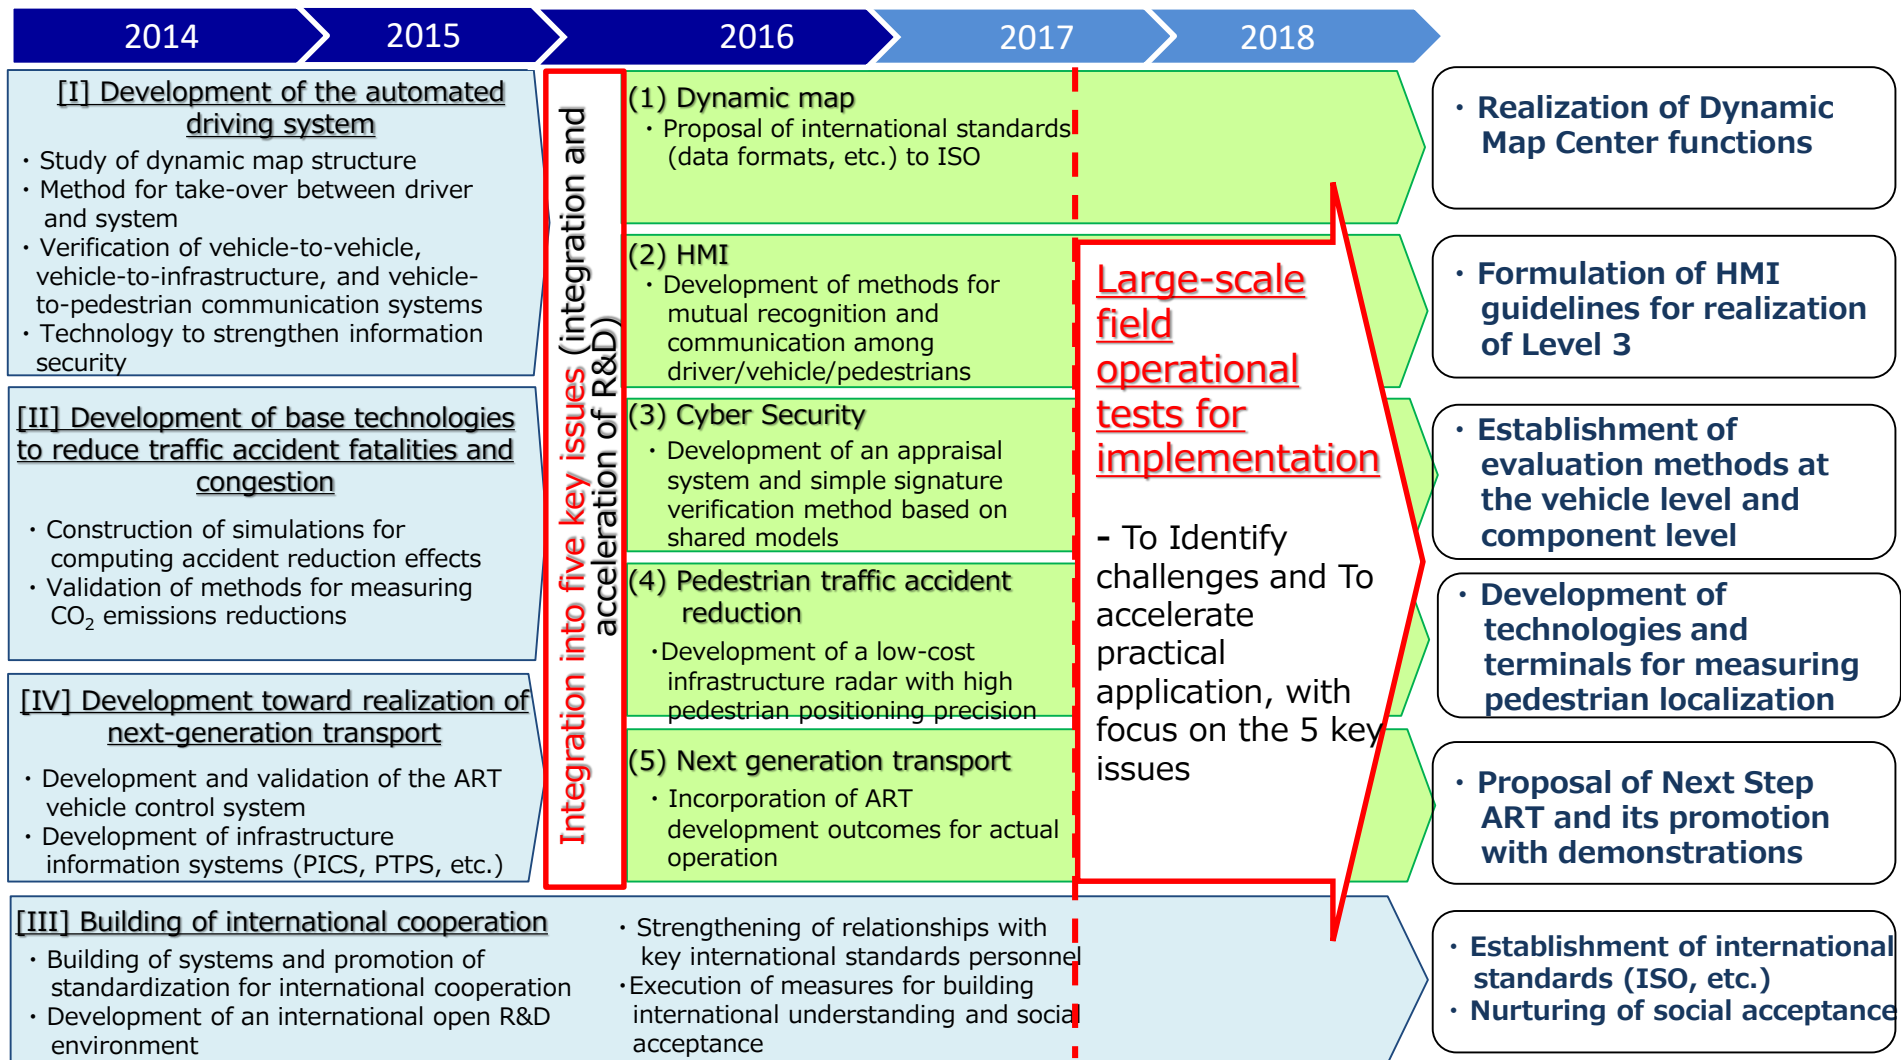 2014
2015
2016
2017
2018
[I] Development of the automated
driving system
・Study of dynamic map structure
・Method for take-over between driver
and system
・Verification of vehicle-to-vehicle,
vehicle-to-infrastructure, and vehicle-
to-pedestrian communication systems
・Technology to strengthen information
security
[II] Development of base technologies
to reduce traffic accident fatalities and
congestion
・Construction of simulations for
computing accident reduction effects
・Validation of methods for measuring
CO2 emissions reductions
[IV] Development toward realization of
next-generation transport
・Development and validation of the ART
vehicle control system
・Development of infrastructure
information systems (PICS, PTPS, etc.)
Integration into five key issues (integration and
acceleration of R&D)
(1) Dynamic map
・Proposal of international standards
(data formats, etc.) to ISO
(2) HMI
・Development of methods for
mutual recognition and
communication among
driver/vehicle/pedestrians
(3) Cyber Security
・Development of an appraisal
system and simple signature
verification method based on
shared models
(4) Pedestrian traffic accident
reduction
・Development of a low-cost
infrastructure radar with high
pedestrian positioning precision
(5) Next generation transport
・Incorporation of ART
development outcomes for actual
operation
Large-scale
field
operational
tests for
implementation
- To Identify
challenges and To
accelerate
practical
application, with
focus on the 5 key
issues
・Realization of Dynamic
Map Center functions
・Formulation of HMI
guidelines for realization
of Level 3
・Establishment of
evaluation methods at
the vehicle level and
component level
・Development of
technologies and
terminals for measuring
pedestrian localization
・Proposal of Next Step
ART and its promotion
with demonstrations
[III] Building of international cooperation
・Building of systems and promotion of
standardization for international cooperation
・Development of an international open R&D
environment
・Strengthening of relationships with
key international standards personnel
・Execution of measures for building
international understanding and social
acceptance
・Establishment of international
standards (ISO, etc.)
・Nurturing of social acceptance